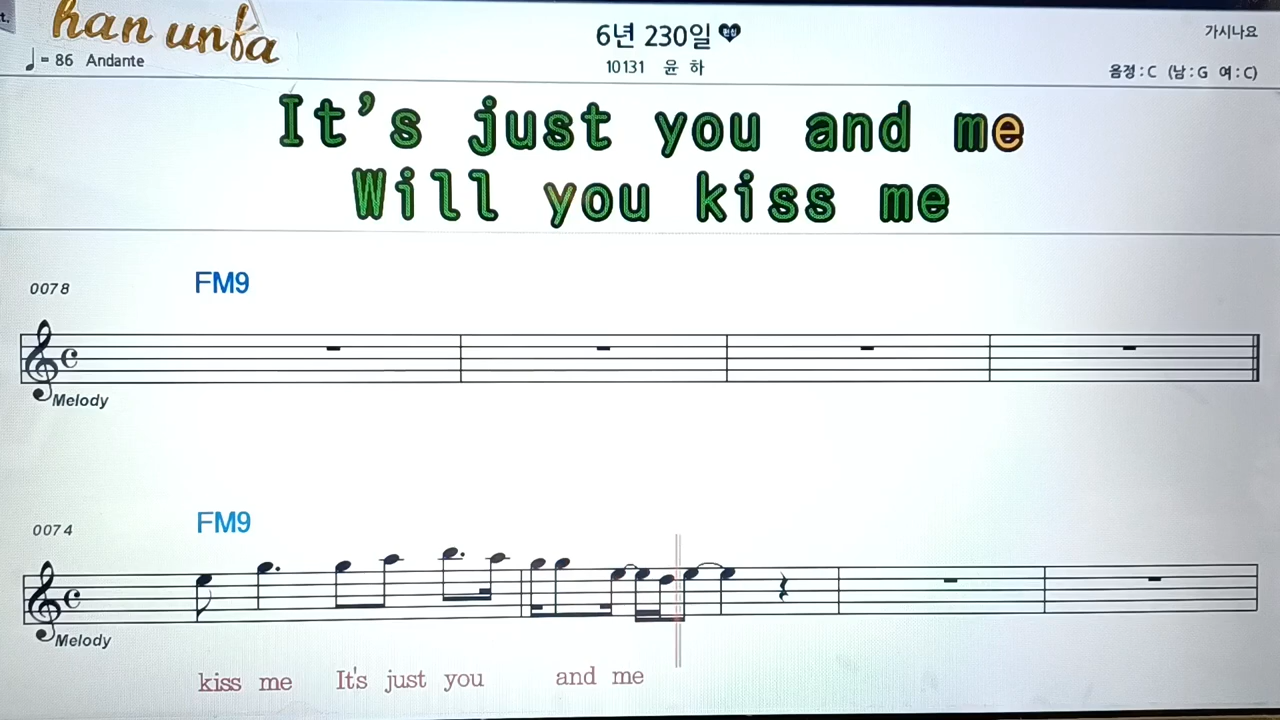 t.
han unfa
♩= 86 Andante
6년 230일
10131 윤 하
가시나요
음정 : C (남 : G 여 : C)
It's just you and me
Will you kiss me
0078
FM9
Melody
0074
FM9
Melody
kiss me It's just you and me